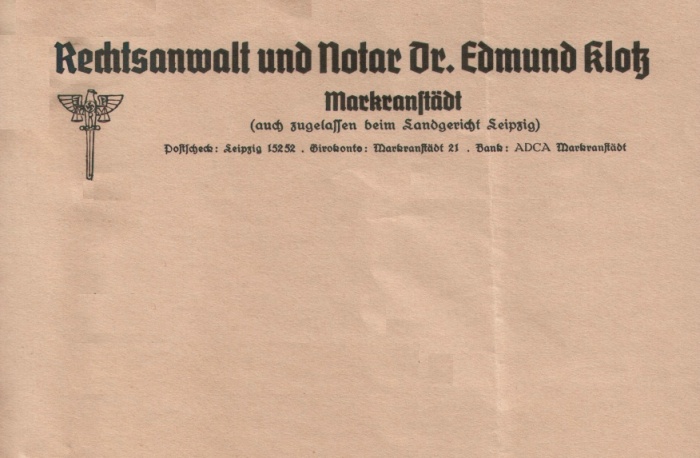 Rechtsanwalt und Notar Dr. Edmund Klotz
Markranstädt
(auch zugelassen beim Landgericht Leipzig)
Postscheck: Leipzig 15252 . Girokonto: Markranstädt 21 . Bank: ADCA Markranstädt